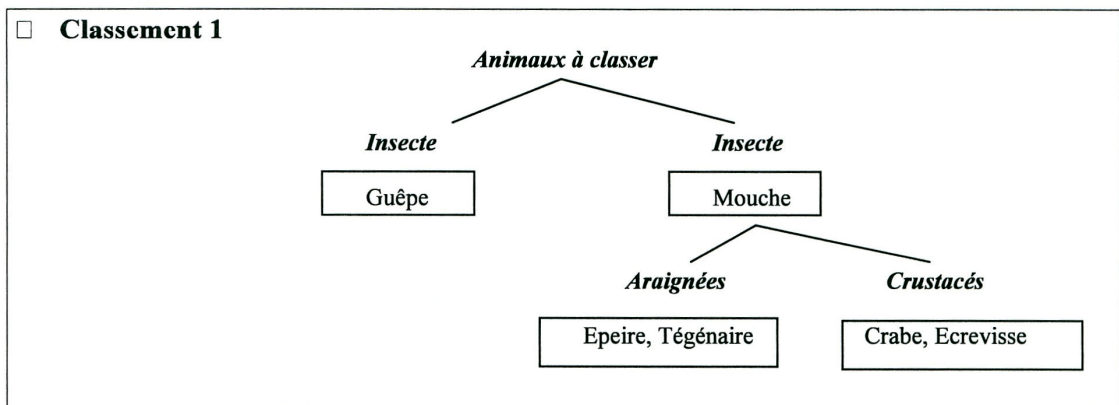 □ Classement 1
Animaux à classer
Insecte Insecte
Guêpe Mouche
Araignées Crustacés
Epeire, Tégénaire Crabe, Ecrevisse